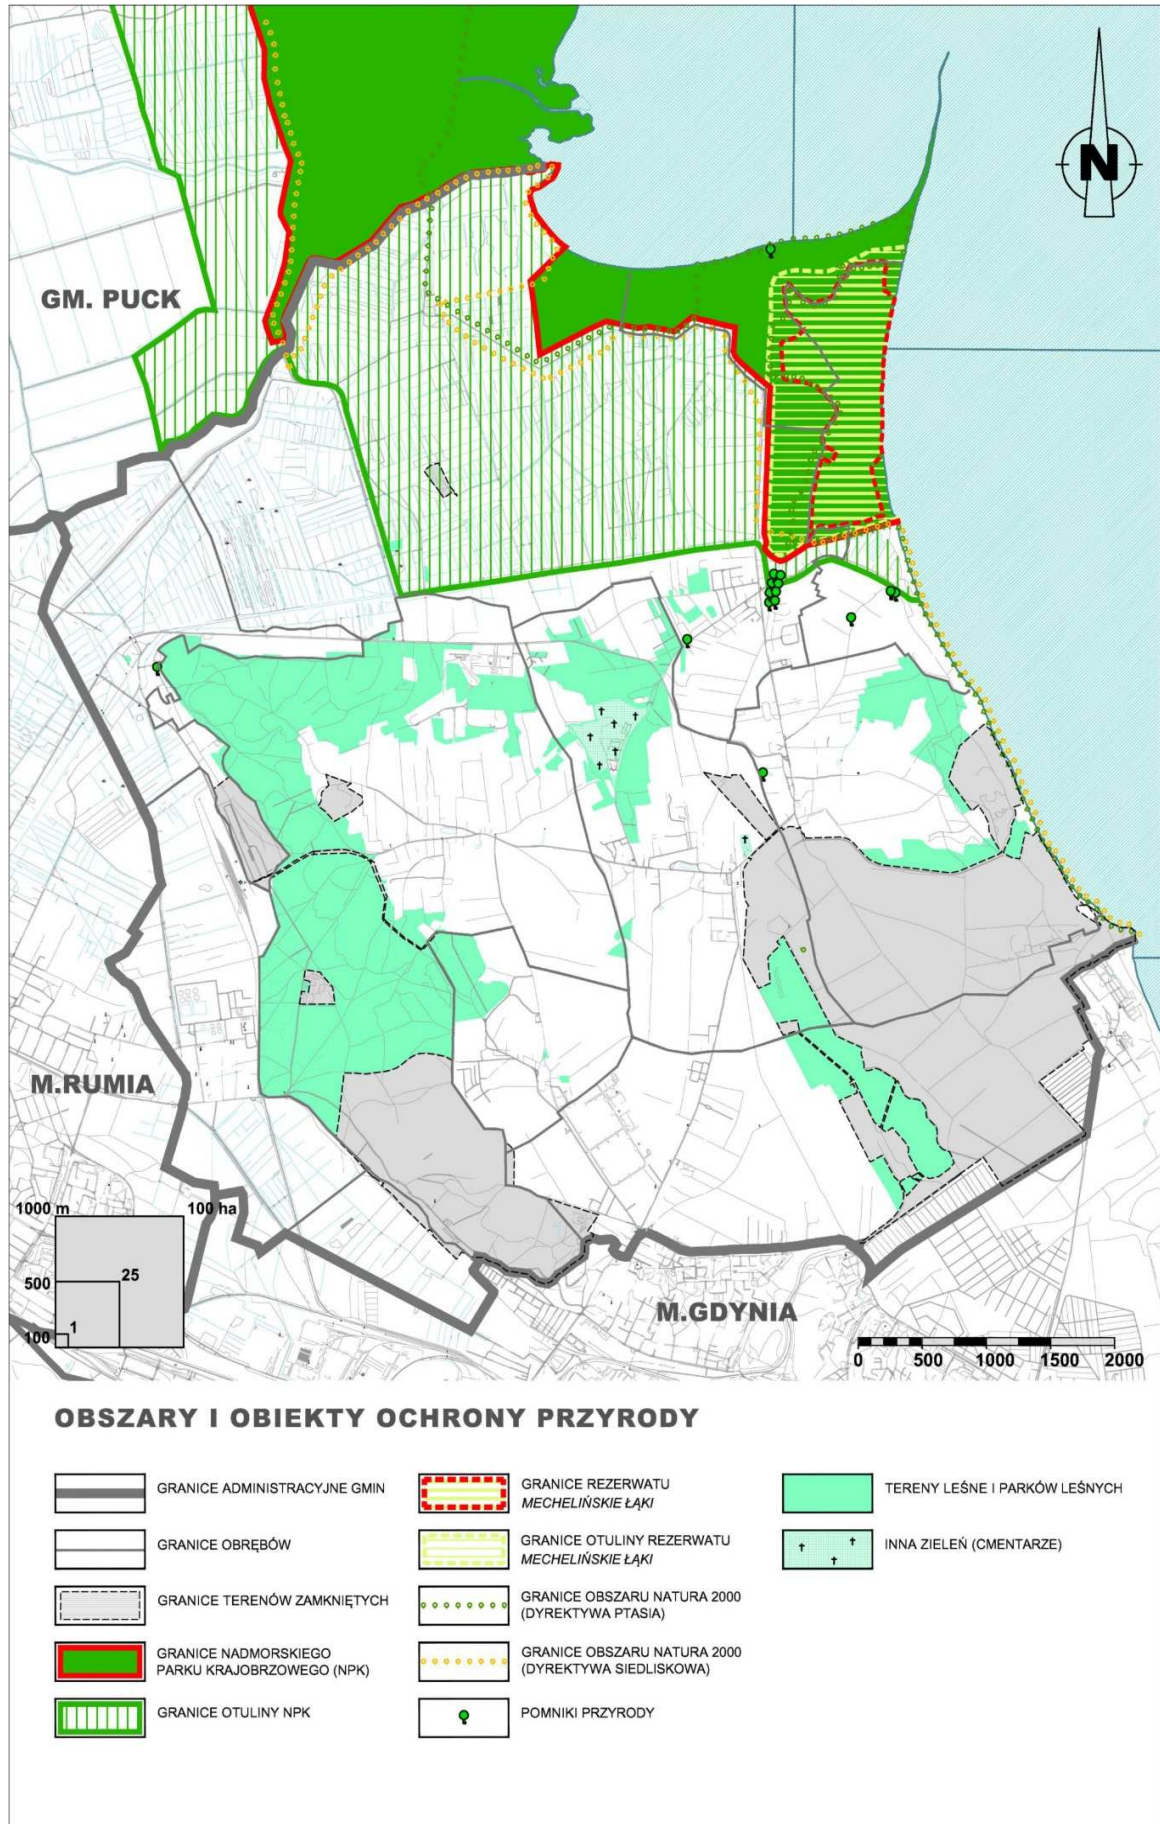 N
GM. PUCK
M.RUMIA
1000 m
100 ha
500
25
100
1
M.GDYNIA
0
500
1000
1500
2000
OBSZARY I OBIEKTY OCHRONY PRZYRODY
GRANICE ADMINISTRACYJNE GMIN
GRANICE OBRĘBÓW
GRANICE TERENÓW ZAMKNIĘTYCH
GRANICE NADMORSKIEGO
PARKU KRAJOBRZOWEGO (NPK)
GRANICE OTULINY NPK
GRANICE REZERWATU
MECHELIŃSKIE ŁĄKI
GRANICE OTULINY REZERWATU
MECHELIŃSKIE ŁĄKI
GRANICE OBSZARU NATURA 2000
(DYREKTYWA PTASIA)
GRANICE OBSZARU NATURA 2000
(DYREKTYWA SIEDLISKOWA)
POMNIKI PRZYRODY
TERENY LEŚNE I PARKÓW LEŚNYCH
INNA ZIELEŃ (CMENTARZE)